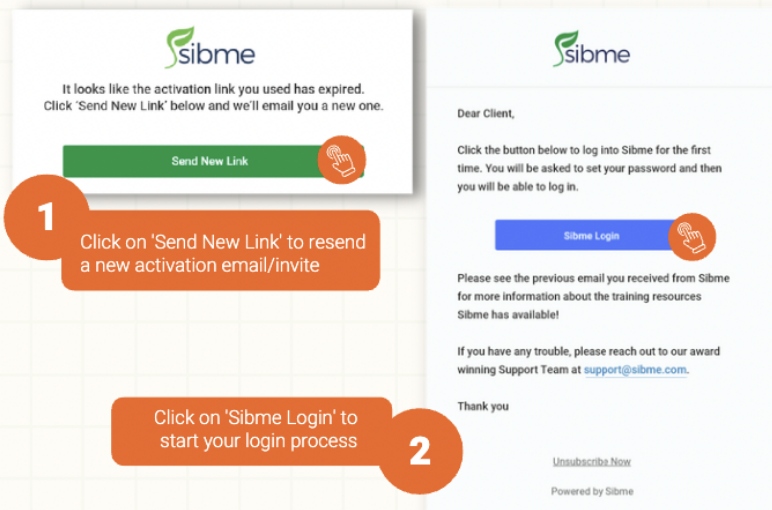 sibme
It looks like the activation link you used has expired.
Click 'Send New Link' below and we'll email you a new one.
Send New Link
1
Click on 'Send New Link' to resend
a new activation email/invite
sibme
Dear Client,
Click the button below to log into Sibme for the first
time. You will be asked to set your password and then
you will be able to log in.
Sibme Login
Please see the previous email you received from Sibme
for more information about the training resources
Sibme has available!
If you have any trouble, please reach out to our award
winning Support Team at support@sibme.com.
Thank you
Click on 'Sibme Login' to
start your login process
2
Unsubscribe Now
Powered by Sibme